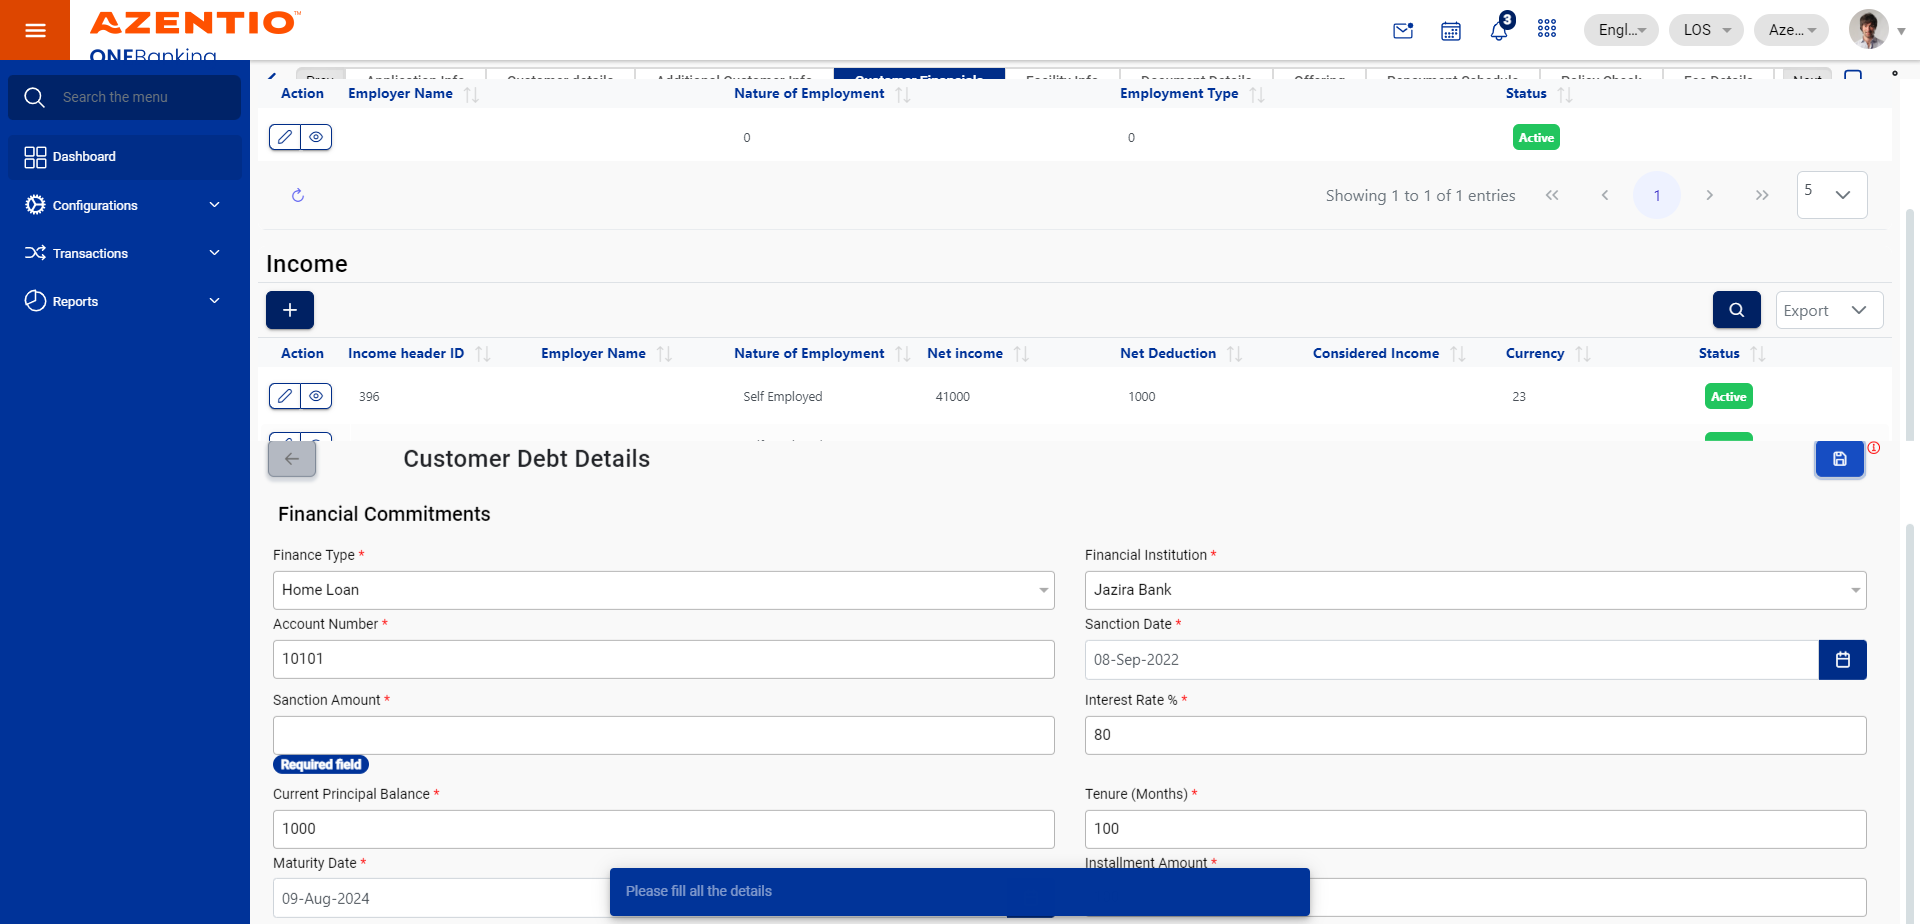 AZENTIO™
ONEBanking
3
Engl...
LOS
Aze...
Search the menu
Dashboard
Configurations
Transactions
Reports
Prev
Application Info
Customer details
Additional Customer Info
Customer Financials
Facility Info
Document Details
Offering
Repayment Schedule
Policy Check
Fee Details
Next
Action Employer Name Nature of Employment Employment Type Status
0 0 Active
Showing 1 to 1 of 1 entries 1 5
Income
Export
Action Income header ID Employer Name Nature of Employment Net income Net Deduction Considered Income Currency Status
396 Self Employed 41000 1000 23 Active
Customer Debt Details
Financial Commitments
Finance Type * Financial Institution *
Home Loan Jazira Bank
Account Number * Sanction Date *
10101 08-Sep-2022
Sanction Amount * Interest Rate % *
80
Required field
Current Principal Balance * Tenure (Months) *
1000 100
Maturity Date * Installment Amount *
09-Aug-2024
Please fill all the details